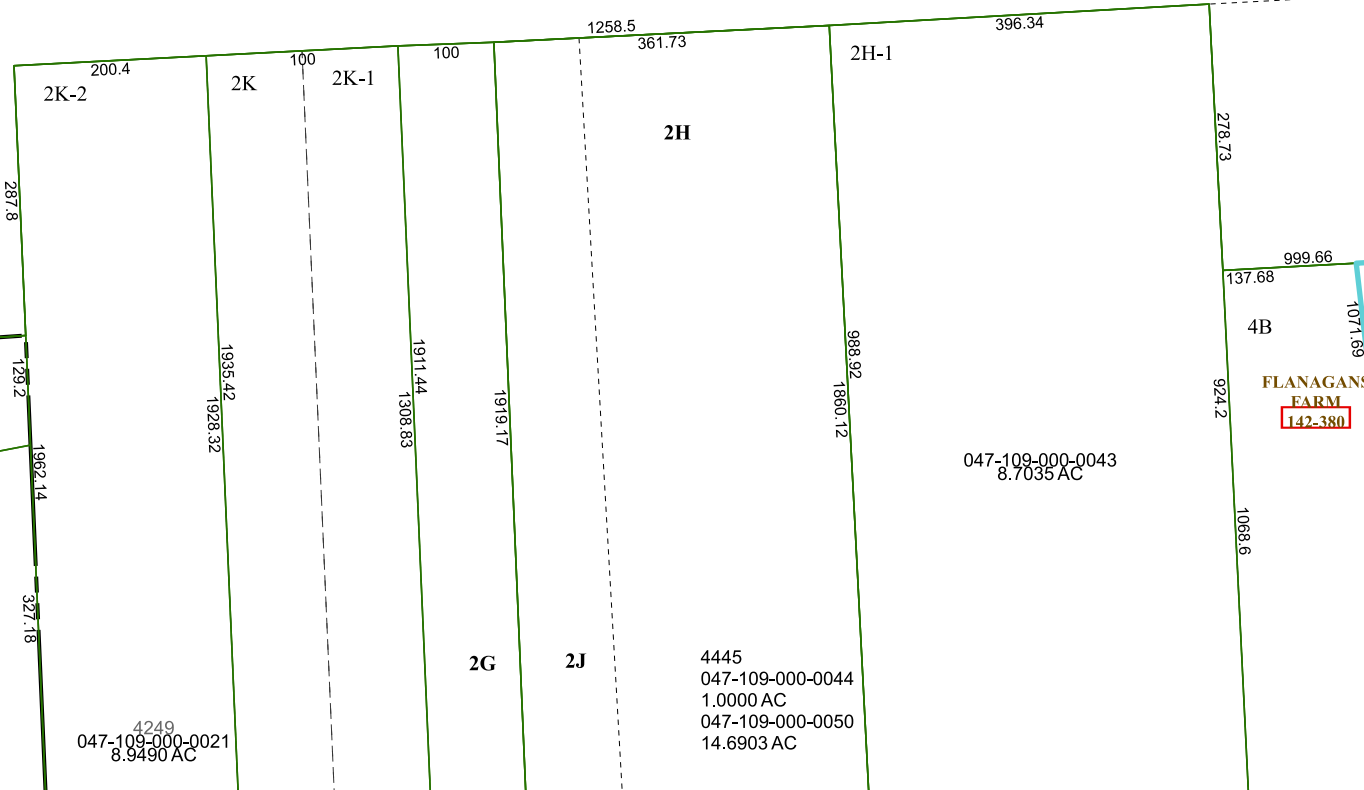 1258.5
396.34
200.4
100
100
361.73
2K-2
2K
2K-1
2H-1
2H
278.73
287.8
999.66
137.68
4B
1071.69
129.2
1935.42
1928.32
1911.44
1308.83
1919.17
988.92
1860.12
924.2
FLANAGANS
FARM
142-380
1962.14
047-109-000-0043
8.7035 AC
1068.6
327.18
2G
2J
4445
047-109-000-0044
1.0000 AC
047-109-000-0050
14.6903 AC
4249
047-109-000-0021
8.9490 AC